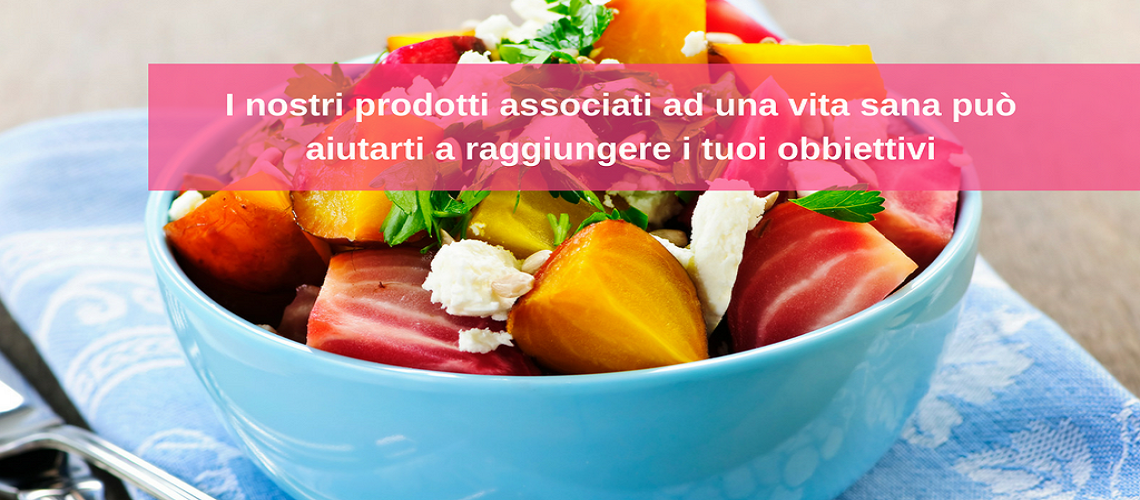 I nostri prodotti associati ad una vita sana può
aiutarti a raggiungere i tuoi obbiettivi